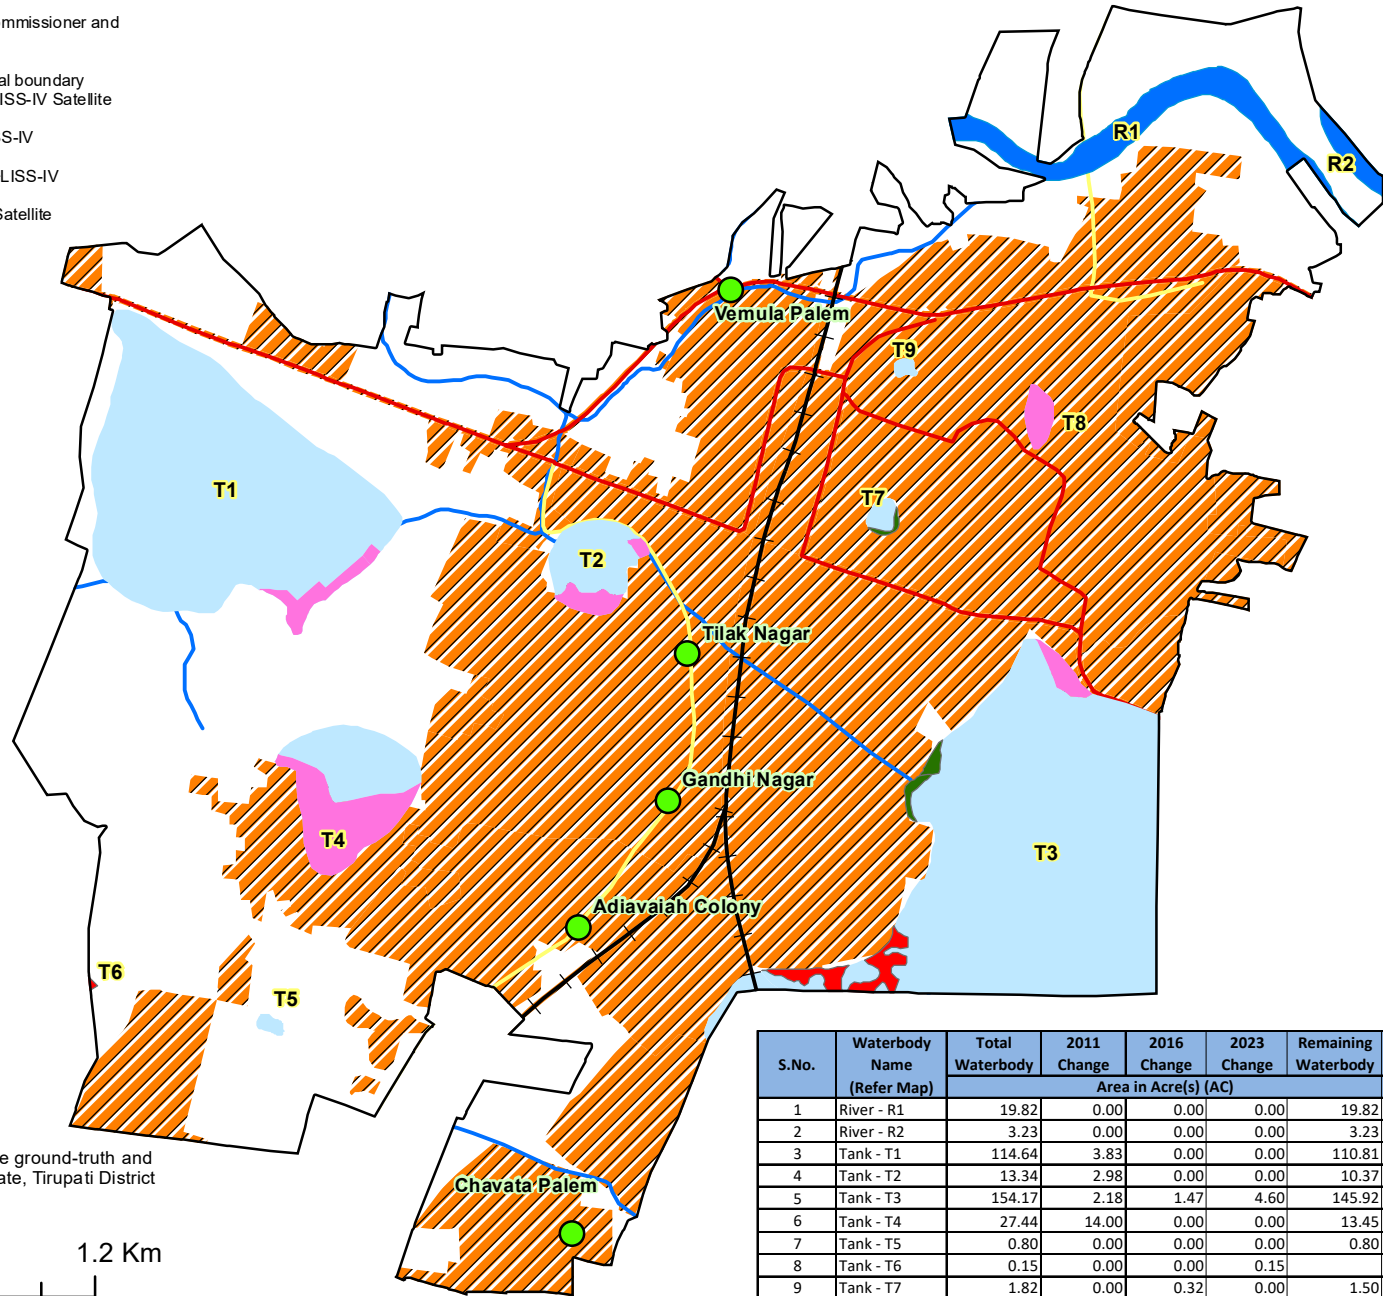 ommissioner and
al boundary
ISS-IV Satellite
S-IV
LISS-IV
Satellite
R1
R2
Vemula Palem
T9
T8
T1
T7
T2
Tilak Nagar
Gandhi Nagar
T4
T3
Adiavaiah Colony
T6
T5
Chavata Palem
e ground-truth and
ate, Tirupati District
1.2 Km
S.No. Waterbody Name (Refer Map) Total Waterbody 2011 Change 2016 Change 2023 Change Remaining Waterbody
Area in Acre(s) (AC)
1 River - R1 19.82 0.00 0.00 0.00 19.82
2 River - R2 3.23 0.00 0.00 0.00 3.23
3 Tank - T1 114.64 3.83 0.00 0.00 110.81
4 Tank - T2 13.34 2.98 0.00 0.00 10.37
5 Tank - T3 154.17 2.18 1.47 4.60 145.92
6 Tank - T4 27.44 14.00 0.00 0.00 13.45
7 Tank - T5 0.80 0.00 0.00 0.00 0.80
8 Tank - T6 0.15 0.00 0.00 0.15
9 Tank - T7 1.82 0.00 0.32 0.00 1.50